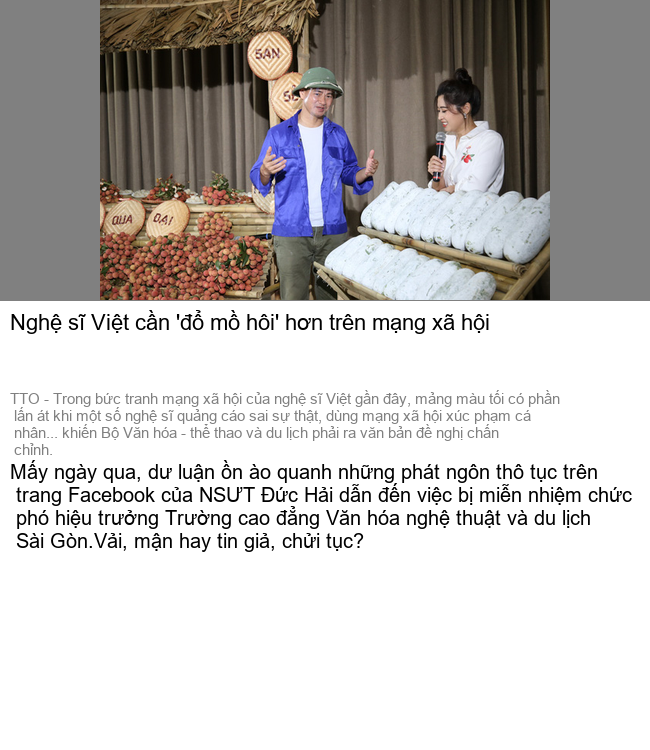 5AN
QUA
ĐẠI
Nghệ sĩ Việt cần 'đổ mồ hôi' hơn trên mạng xã hội
TTO - Trong bức tranh mạng xã hội của nghệ sĩ Việt gần đây, mảng màu tối có phần
lấn át khi một số nghệ sĩ quảng cáo sai sự thật, dùng mạng xã hội xúc phạm cá
nhân... khiến Bộ Văn hóa - thể thao và du lịch phải ra văn bản đề nghị chấn
chỉnh.
Mấy ngày qua, dư luận ồn ào quanh những phát ngôn thô tục trên
trang Facebook của NSƯT Đức Hải dẫn đến việc bị miễn nhiệm chức
phó hiệu trưởng Trường cao đẳng Văn hóa nghệ thuật và du lịch
Sài Gòn.Vải, mận hay tin giả, chửi tục?